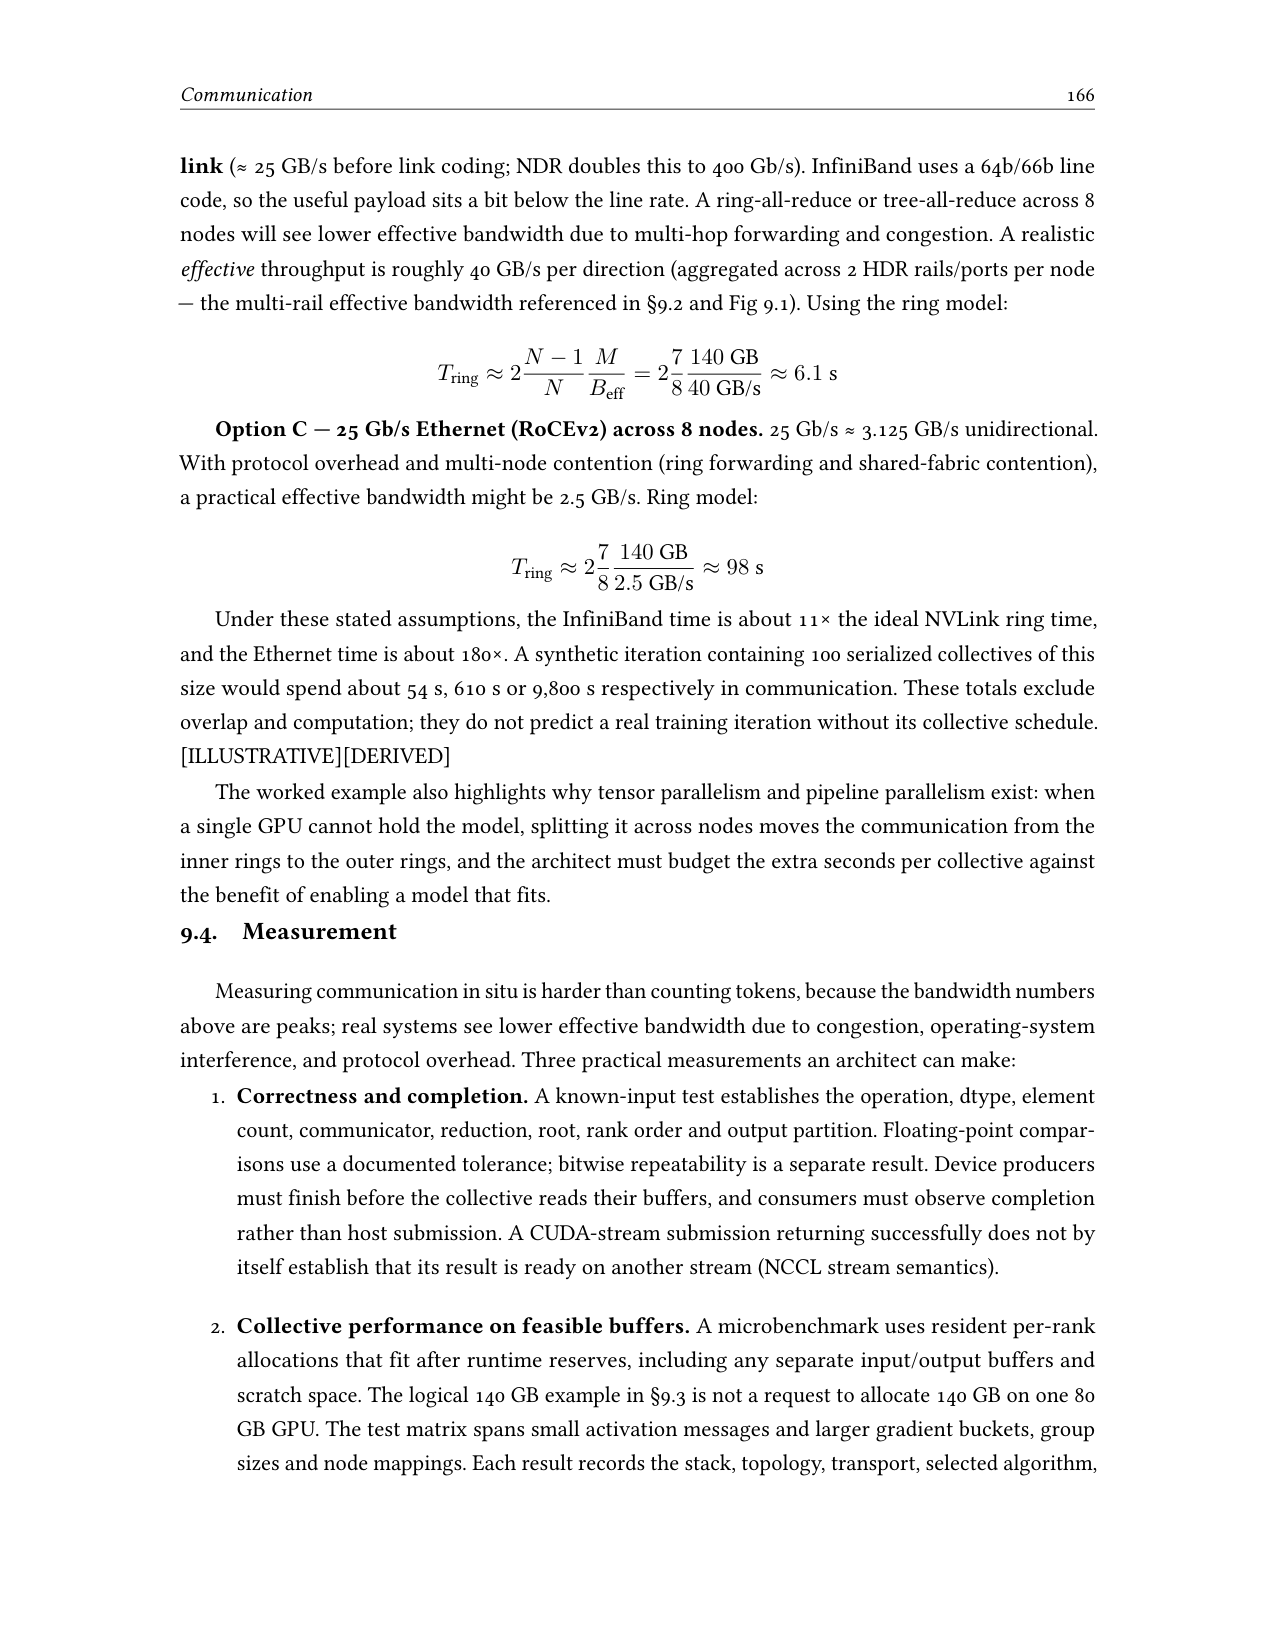 Communication 166
link (≈ 25 GB/s before link coding; NDR doubles this to 400 Gb/s). InfiniBand uses a 64b/66b line
code, so the useful payload sits a bit below the line rate. A ring-all-reduce or tree-all-reduce across 8
nodes will see lower effective bandwidth due to multi-hop forwarding and congestion. A realistic
effective throughput is roughly 40 GB/s per direction (aggregated across 2 HDR rails/ports per node
— the multi-rail effective bandwidth referenced in §9.2 and Fig 9.1). Using the ring model:
T_ring ≈ 2 (N − 1)/N M/B_eff = 2 7/8 140 GB/40 GB/s ≈ 6.1 s
Option C — 25 Gb/s Ethernet (RoCEv2) across 8 nodes. 25 Gb/s ≈ 3.125 GB/s unidirectional.
With protocol overhead and multi-node contention (ring forwarding and shared-fabric contention),
a practical effective bandwidth might be 2.5 GB/s. Ring model:
T_ring ≈ 2 7/8 140 GB/2.5 GB/s ≈ 98 s
Under these stated assumptions, the InfiniBand time is about 11× the ideal NVLink ring time,
and the Ethernet time is about 180×. A synthetic iteration containing 100 serialized collectives of this
size would spend about 54 s, 610 s or 9,800 s respectively in communication. These totals exclude
overlap and computation; they do not predict a real training iteration without its collective schedule.
[ILLUSTRATIVE][DERIVED]
The worked example also highlights why tensor parallelism and pipeline parallelism exist: when
a single GPU cannot hold the model, splitting it across nodes moves the communication from the
inner rings to the outer rings, and the architect must budget the extra seconds per collective against
the benefit of enabling a model that fits.
9.4. Measurement
Measuring communication in situ is harder than counting tokens, because the bandwidth numbers
above are peaks; real systems see lower effective bandwidth due to congestion, operating-system
interference, and protocol overhead. Three practical measurements an architect can make:
1. Correctness and completion. A known-input test establishes the operation, dtype, element
count, communicator, reduction, root, rank order and output partition. Floating-point compar-
isons use a documented tolerance; bitwise repeatability is a separate result. Device producers
must finish before the collective reads their buffers, and consumers must observe completion
rather than host submission. A CUDA-stream submission returning successfully does not by
itself establish that its result is ready on another stream (NCCL stream semantics).
2. Collective performance on feasible buffers. A microbenchmark uses resident per-rank
allocations that fit after runtime reserves, including any separate input/output buffers and
scratch space. The logical 140 GB example in §9.3 is not a request to allocate 140 GB on one 80
GB GPU. The test matrix spans small activation messages and larger gradient buckets, group
sizes and node mappings. Each result records the stack, topology, transport, selected algorithm,